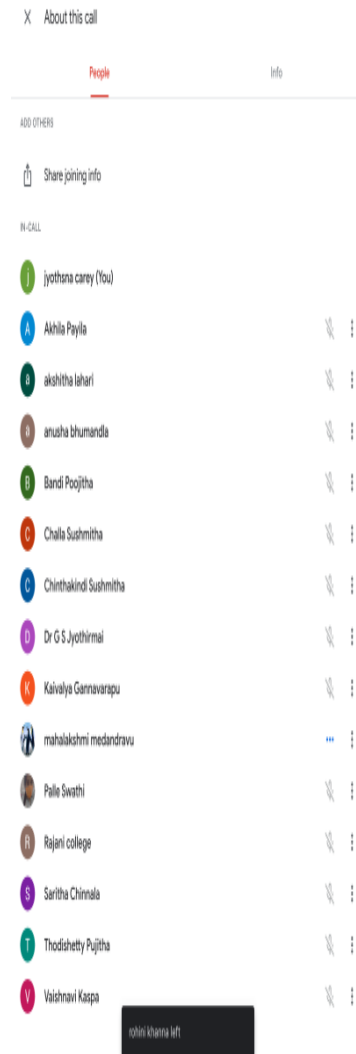 About this call
People Info
ADD OTHERS
Share joining info
IN-CALL
j jyothsna carey (You)
A Akhila Payila
a akshitha lahari
a anusha bhumandla
B Bandi Poojitha
C Challa Sushmitha
C Chinthakindi Sushmitha
D Dr G S Jyothirmai
K Kaivalya Gannavarapu
mahalakshmi medandravu
Palle Swathi
R Rajani college
S Saritha Chinnala
T Thodishetty Pujitha
V Vaishnavi Kaspa
rohini khanna left